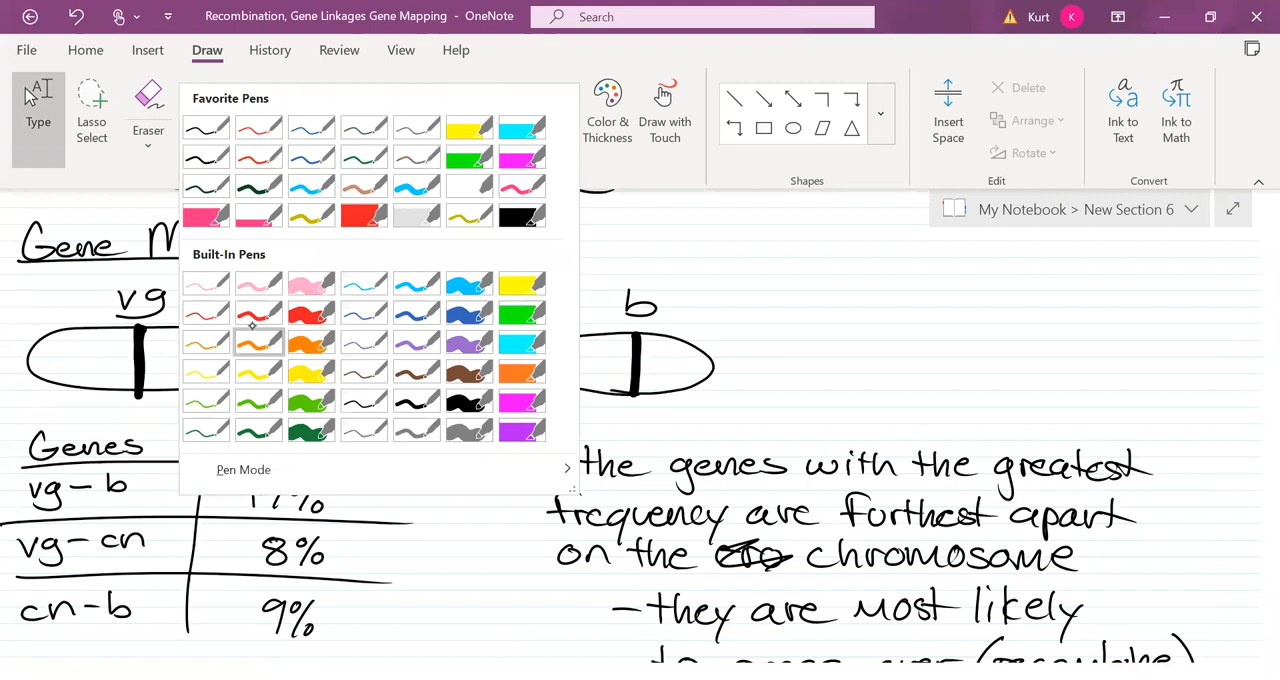 Recombination, Gene Linkages Gene Mapping - OneNote
Search
Kurt
K
File Home Insert Draw History Review View Help
Type
Lasso Select
Eraser
Favorite Pens
Built-In Pens
Pen Mode
Color & Thickness
Draw with Touch
Shapes
Insert Space
Delete
Arrange
Rotate
Edit
Ink to Text
Ink to Math
Convert
My Notebook > New Section 6
Gene M
vg
b
Genes
vg - b 17%
vg - cn 8%
cn - b 9%
the genes with the greatest
frequency are furthest apart
on the chromosome
- they are most likely